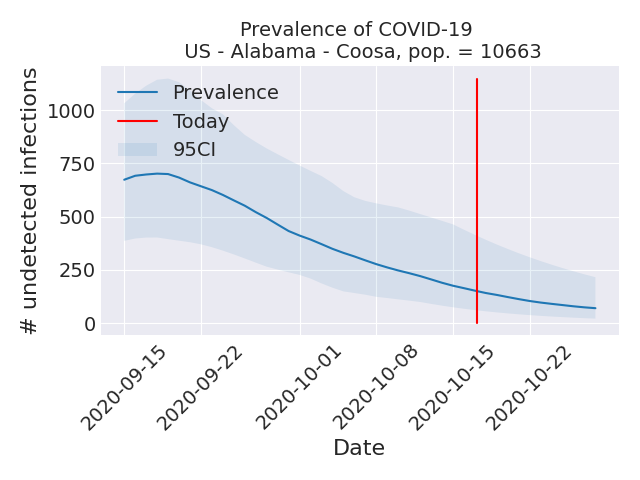 Prevalence of COVID-19
US - Alabama - Coosa, pop. = 10663
# undetected infections
1000
750
500
250
0
Prevalence
Today
95CI
2020-09-15
2020-09-22
2020-10-01
2020-10-08
2020-10-15
2020-10-22
Date